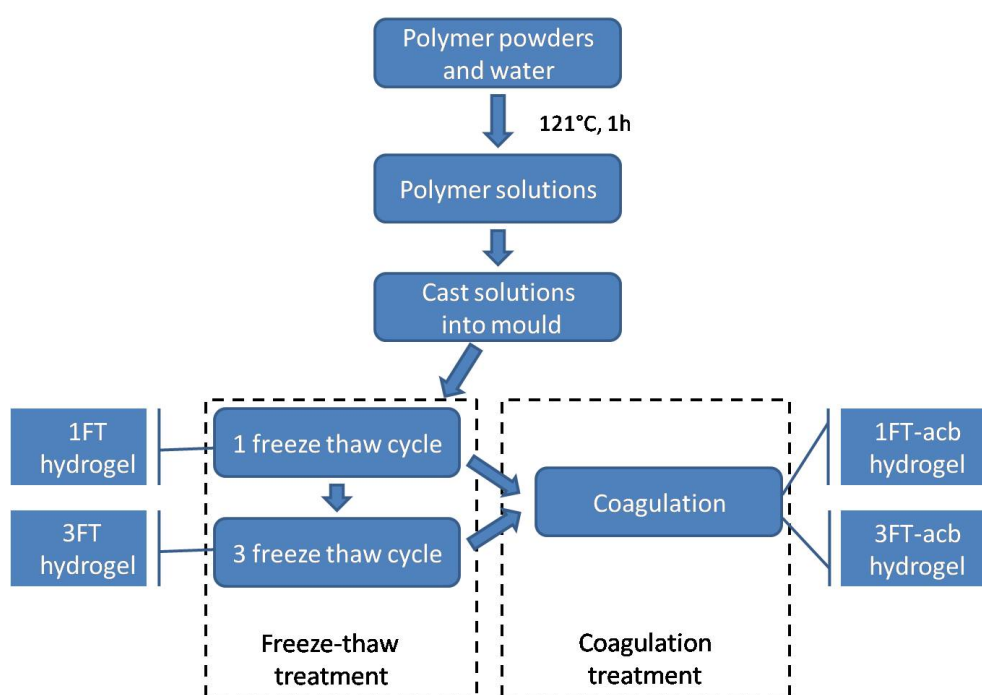 Polymer powders
and water
121°C, 1h
Polymer solutions
Cast solutions
into mould
1FT
hydrogel
1 freeze thaw cycle
1FT-acb
hydrogel
Coagulation
3FT
hydrogel
3 freeze thaw cycle
3FT-acb
hydrogel
Freeze-thaw
treatment
Coagulation
treatment